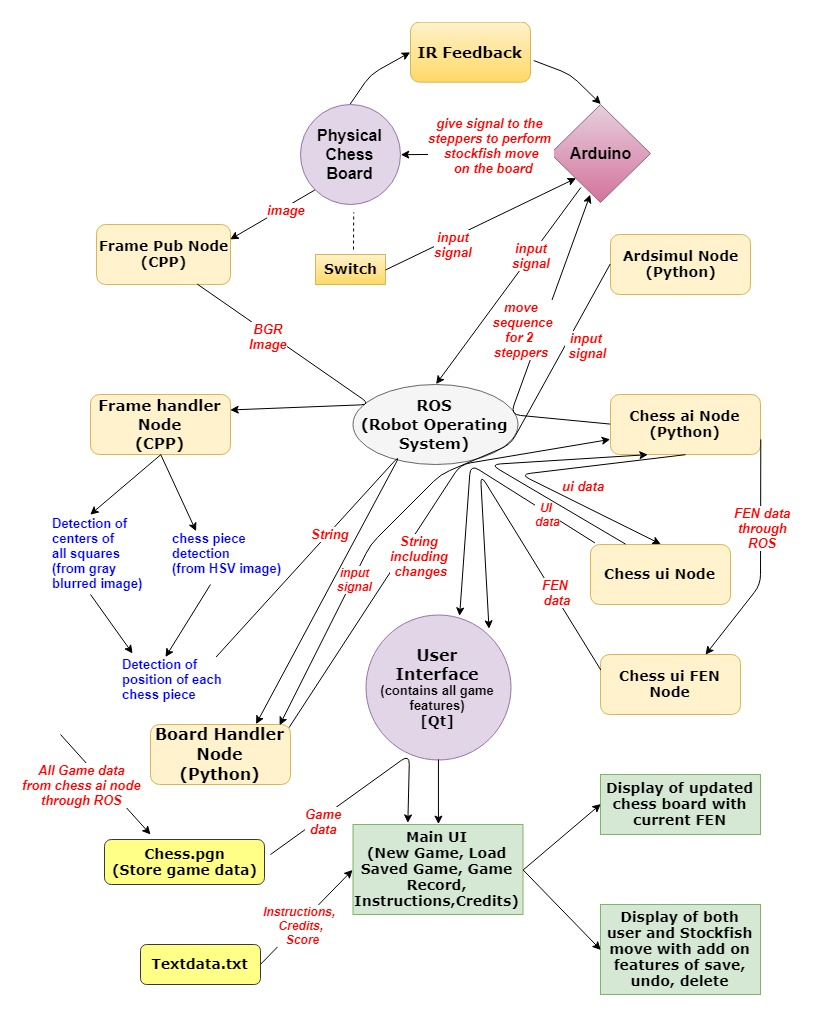 IR Feedback
Physical
Chess
Board
give signal to the
steppers to perform
stockfish move
on the board
Arduino
image
Frame Pub Node
(CPP)
Switch
input
signal
input
signal
Ardsimul Node
(Python)
move
sequence
for 2
steppers
input
signal
BGR
Image
Frame handler
Node
(CPP)
ROS
(Robot Operating
System)
Chess ai Node
(Python)
Detection of
centers of
all squares
(from gray
blurred image)
chess piece
detection
(from HSV image)
String
input
signal
String
including
changes
ui data
UI
data
FEN data
through
ROS
Chess ui Node
FEN
data
Detection of
position of each
chess piece
User
Interface
(contains all game
features)
[Qt]
Chess ui FEN
Node
Board Handler
Node
(Python)
All Game data
from chess ai node
through ROS
Game
data
Chess.pgn
(Store game data)
Main UI
(New Game, Load
Saved Game, Game
Record,
Instructions,Credits)
Display of updated
chess board with
current FEN
Instructions,
Credits,
Score
Textdata.txt
Display of both
user and Stockfish
move with add on
features of save,
undo, delete